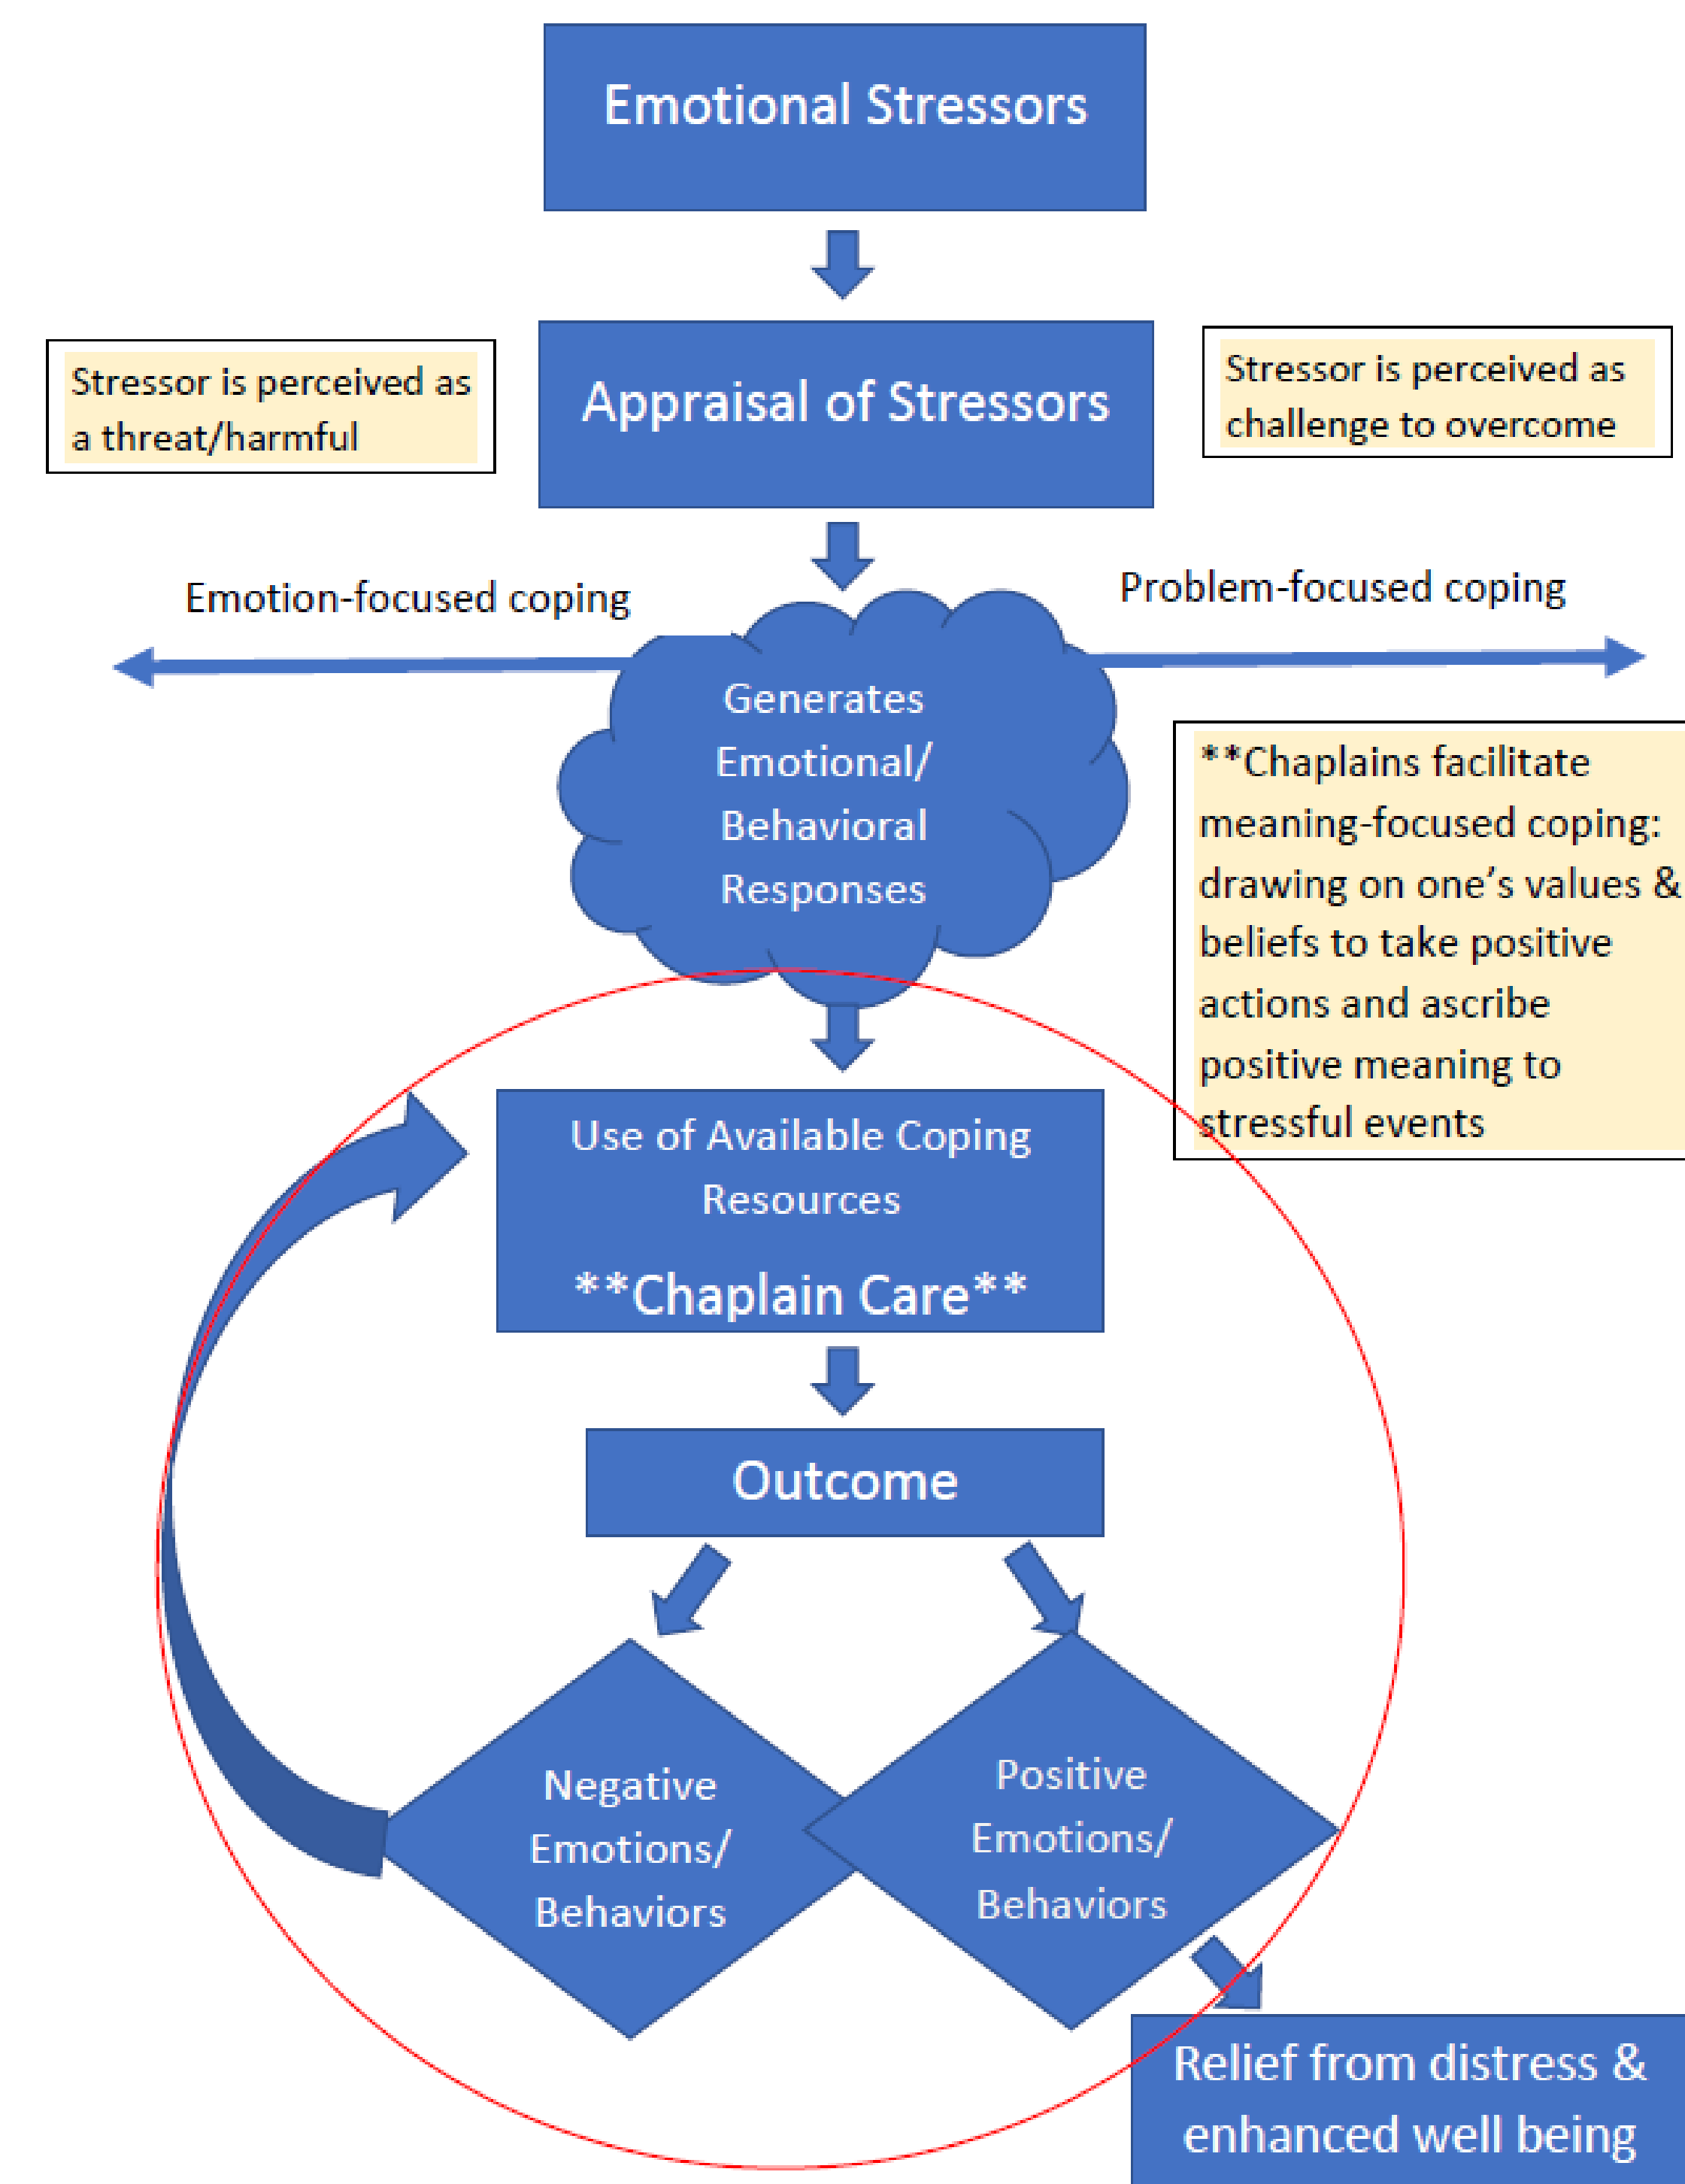 Emotional Stressors
Stressor is perceived as
a threat/harmful
Appraisal of Stressors
Stressor is perceived as
challenge to overcome
Emotion-focused coping
Problem-focused coping
Generates
Emotional/
Behavioral
Responses
**Chaplains facilitate
meaning-focused coping:
drawing on one's values &
beliefs to take positive
actions and ascribe
positive meaning to
stressful events
Use of Available Coping
Resources
**Chaplain Care**
Outcome
Negative
Emotions/
Behaviors
Positive
Emotions/
Behaviors
Relief from distress &
enhanced well being